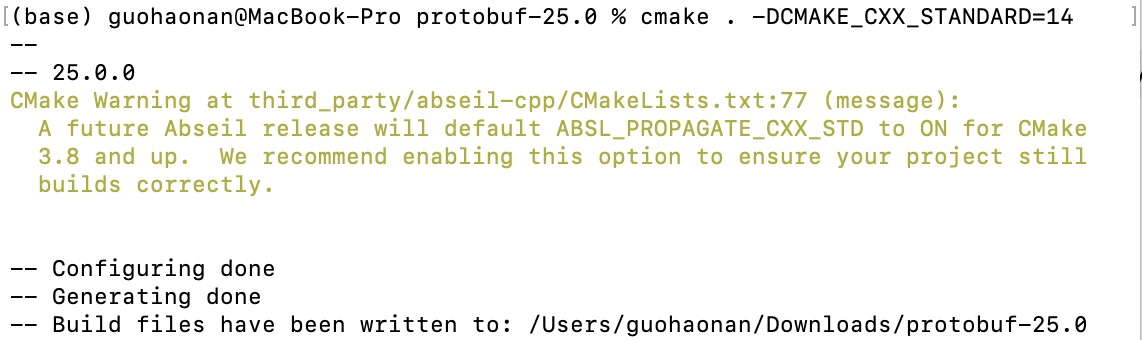 [(base) guohaonan@MacBook-Pro protobuf-25.0 % cmake . -DCMAKE_CXX_STANDARD=14 ]
--
-- 25.0.0
CMake Warning at third_party/abseil-cpp/CMakeLists.txt:77 (message):
  A future Abseil release will default ABSL_PROPAGATE_CXX_STD to ON for CMake
  3.8 and up.  We recommend enabling this option to ensure your project still
  builds correctly.
-- Configuring done
-- Generating done
-- Build files have been written to: /Users/guohaonan/Downloads/protobuf-25.0